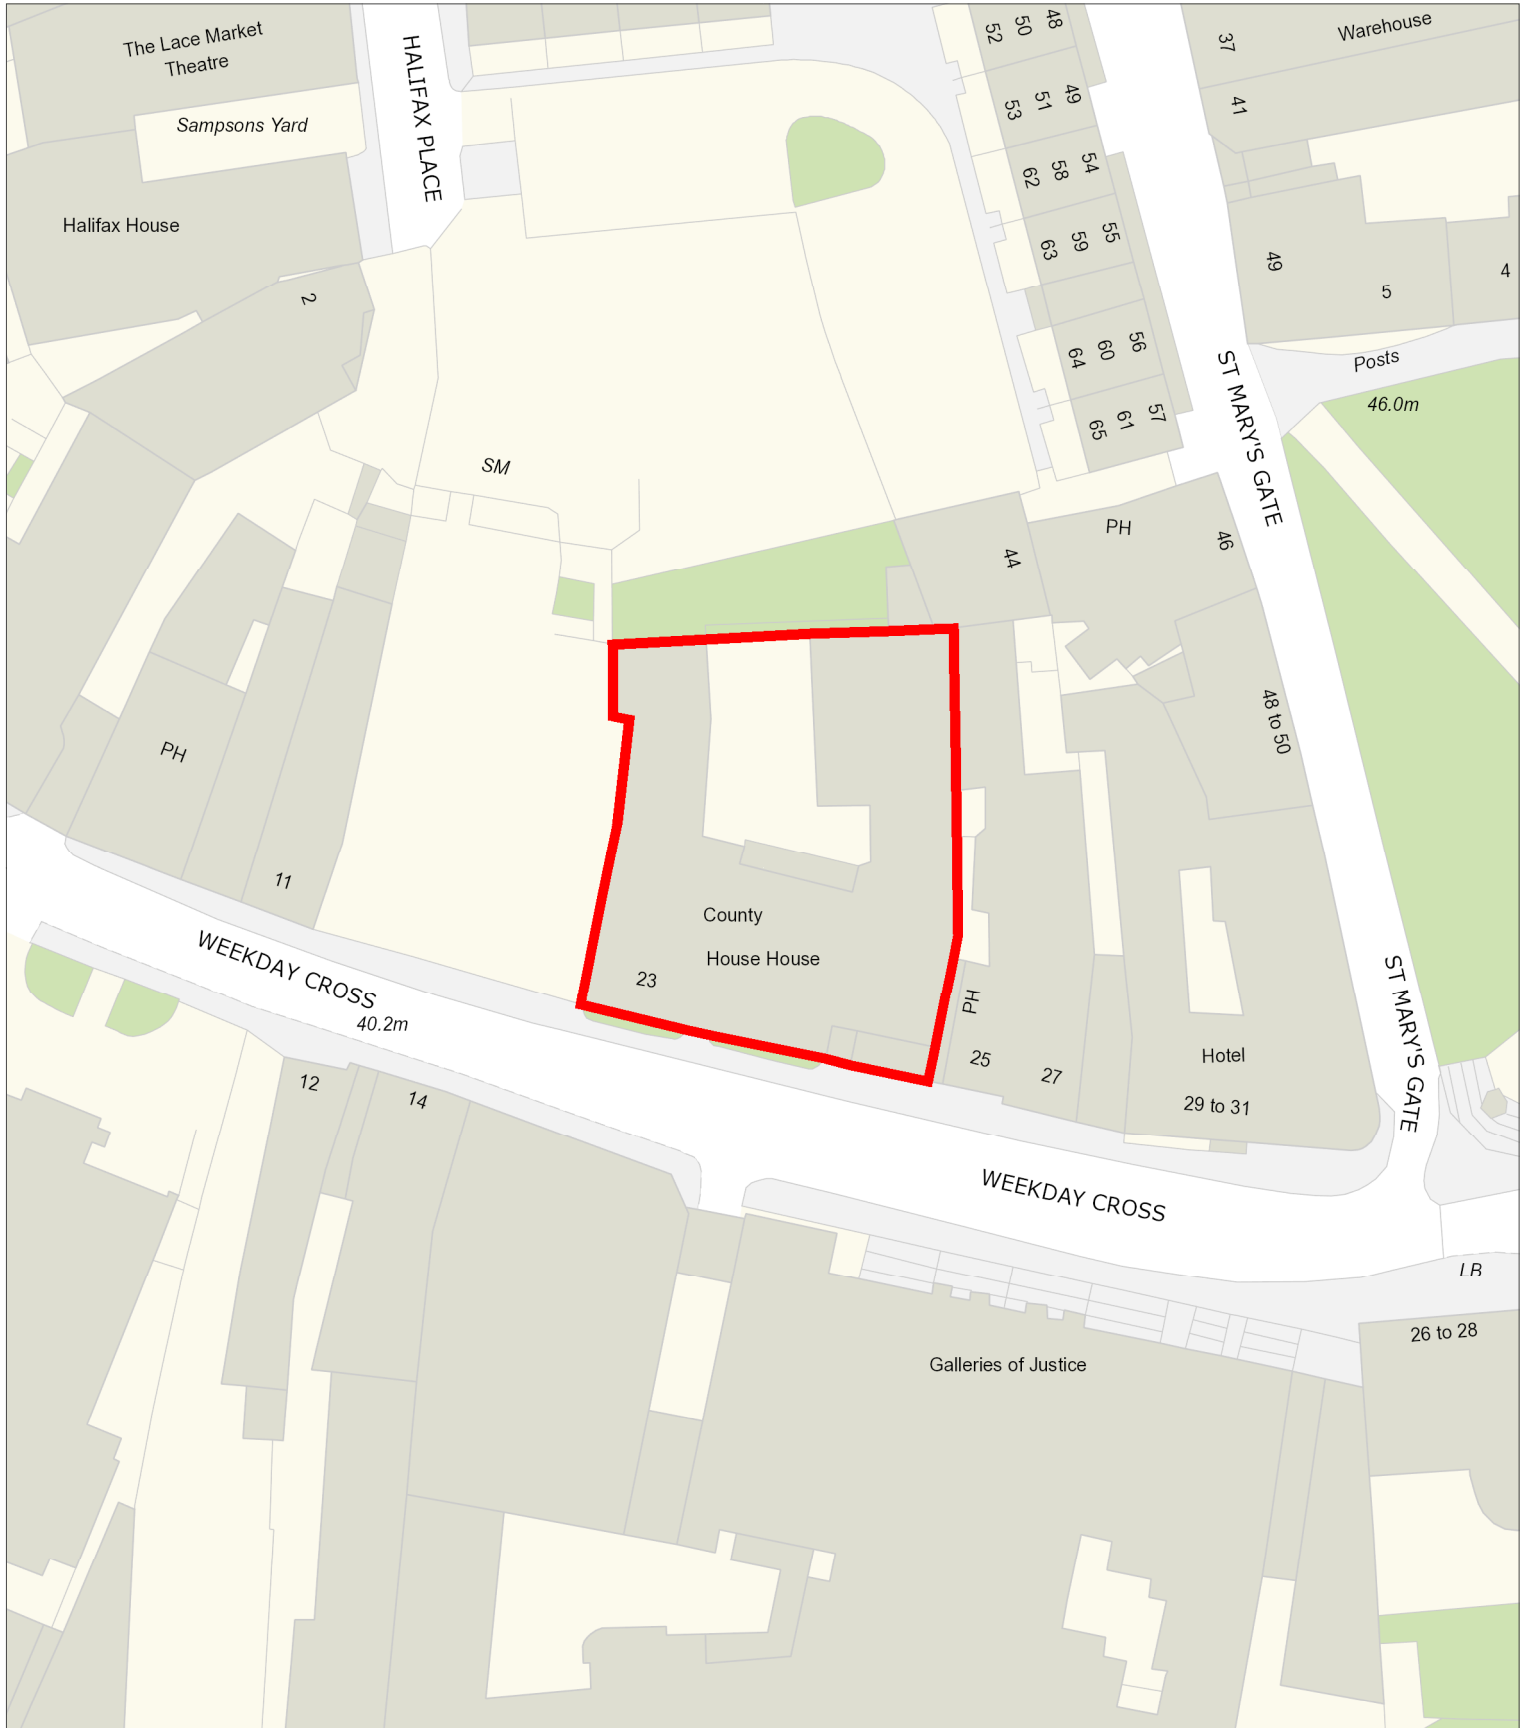 The Lace Market
Theatre
HALIFAX PLACE
Sampsons Yard
Halifax House
2
52
50
48
53
51
49
62
58
54
63
59
55
64
60
56
65
61
57
37
Warehouse
41
49
5
4
Posts
46.0m
ST MARY'S GATE
SM
44
PH
46
48 to 50
PH
11
County
House House
23
WEEKDAY CROSS
40.2m
PH
25
27
Hotel
29 to 31
ST MARY'S GATE
12
14
WEEKDAY CROSS
LB
26 to 28
Galleries of Justice